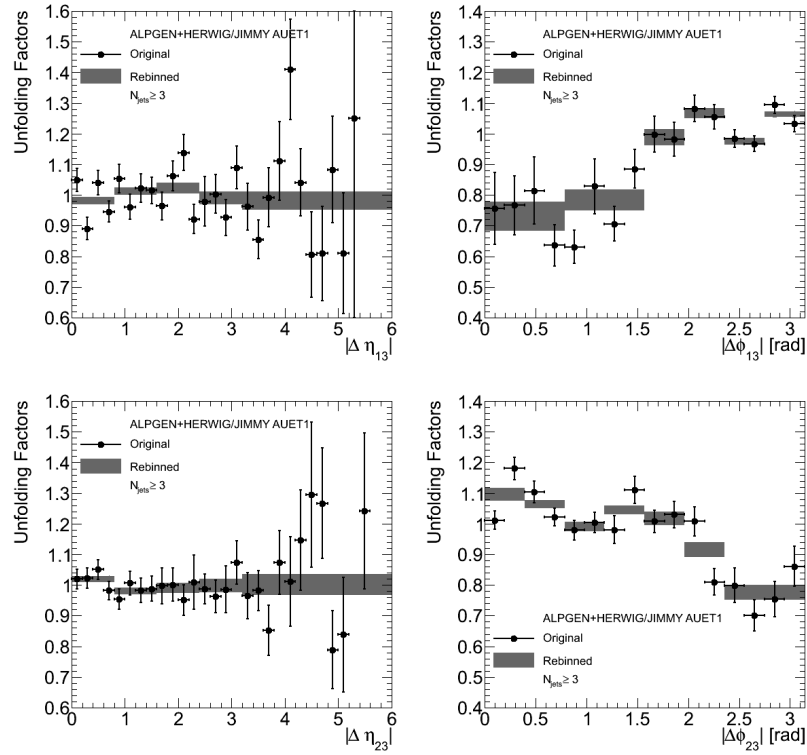 Unfolding Factors
1.6
1.5
1.4
1.3
1.2
1.1
1
0.9
0.8
0.7
0.6
ALPGEN+HERWIG/JIMMY AUET1
Original
Rebinned
N_jets ≥ 3
0 1 2 3 4 5 6
|Δ η_13|
Unfolding Factors
1.4
1.3
1.2
1.1
1
0.9
0.8
0.7
0.6
0.5
0.4
ALPGEN+HERWIG/JIMMY AUET1
Original
Rebinned
N_jets ≥ 3
0 0.5 1 1.5 2 2.5 3
|Δϕ_13| [rad]
Unfolding Factors
1.6
1.5
1.4
1.3
1.2
1.1
1
0.9
0.8
0.7
0.6
ALPGEN+HERWIG/JIMMY AUET1
Original
Rebinned
N_jets ≥ 3
0 1 2 3 4 5 6
|Δ η_23|
Unfolding Factors
1.4
1.3
1.2
1.1
1
0.9
0.8
0.7
0.6
0.5
0.4
ALPGEN+HERWIG/JIMMY AUET1
Original
Rebinned
N_jets ≥ 3
0 0.5 1 1.5 2 2.5 3
|Δϕ_23| [rad]